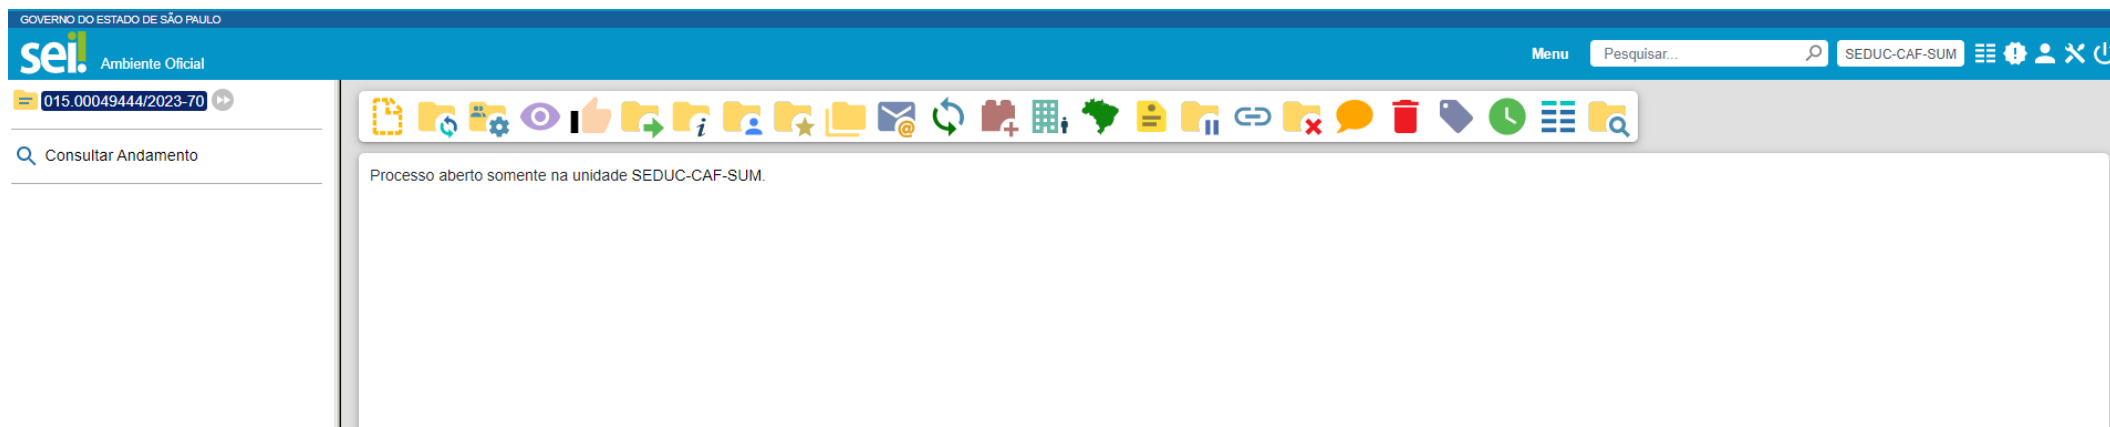 GOVERNO DO ESTADO DE SÃO PAULO
sei!
Ambiente Oficial
Menu
Pesquisar...
SEDUC-CAF-SUM
015.00049444/2023-70
Consultar Andamento
Processo aberto somente na unidade SEDUC-CAF-SUM.